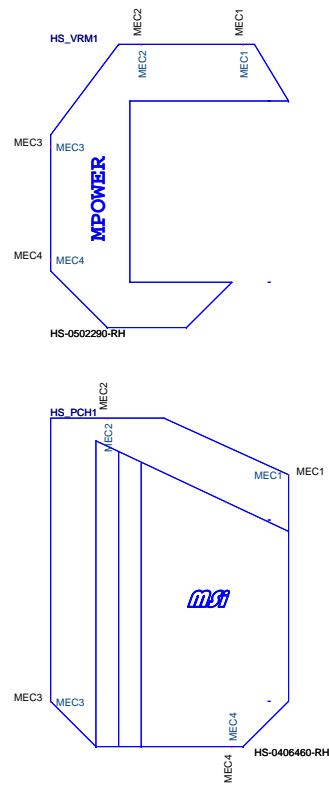 HS_VRM1
MEC2
MEC1
MEC2
MEC1
MEC3
MEC3
MPOWER
MEC4
MEC4
HS-0502290-RH
HS_PCH1
MEC2
MEC2
MEC1
MEC1
msi
MEC3
MEC3
MEC4
MEC4
HS-0406460-RH